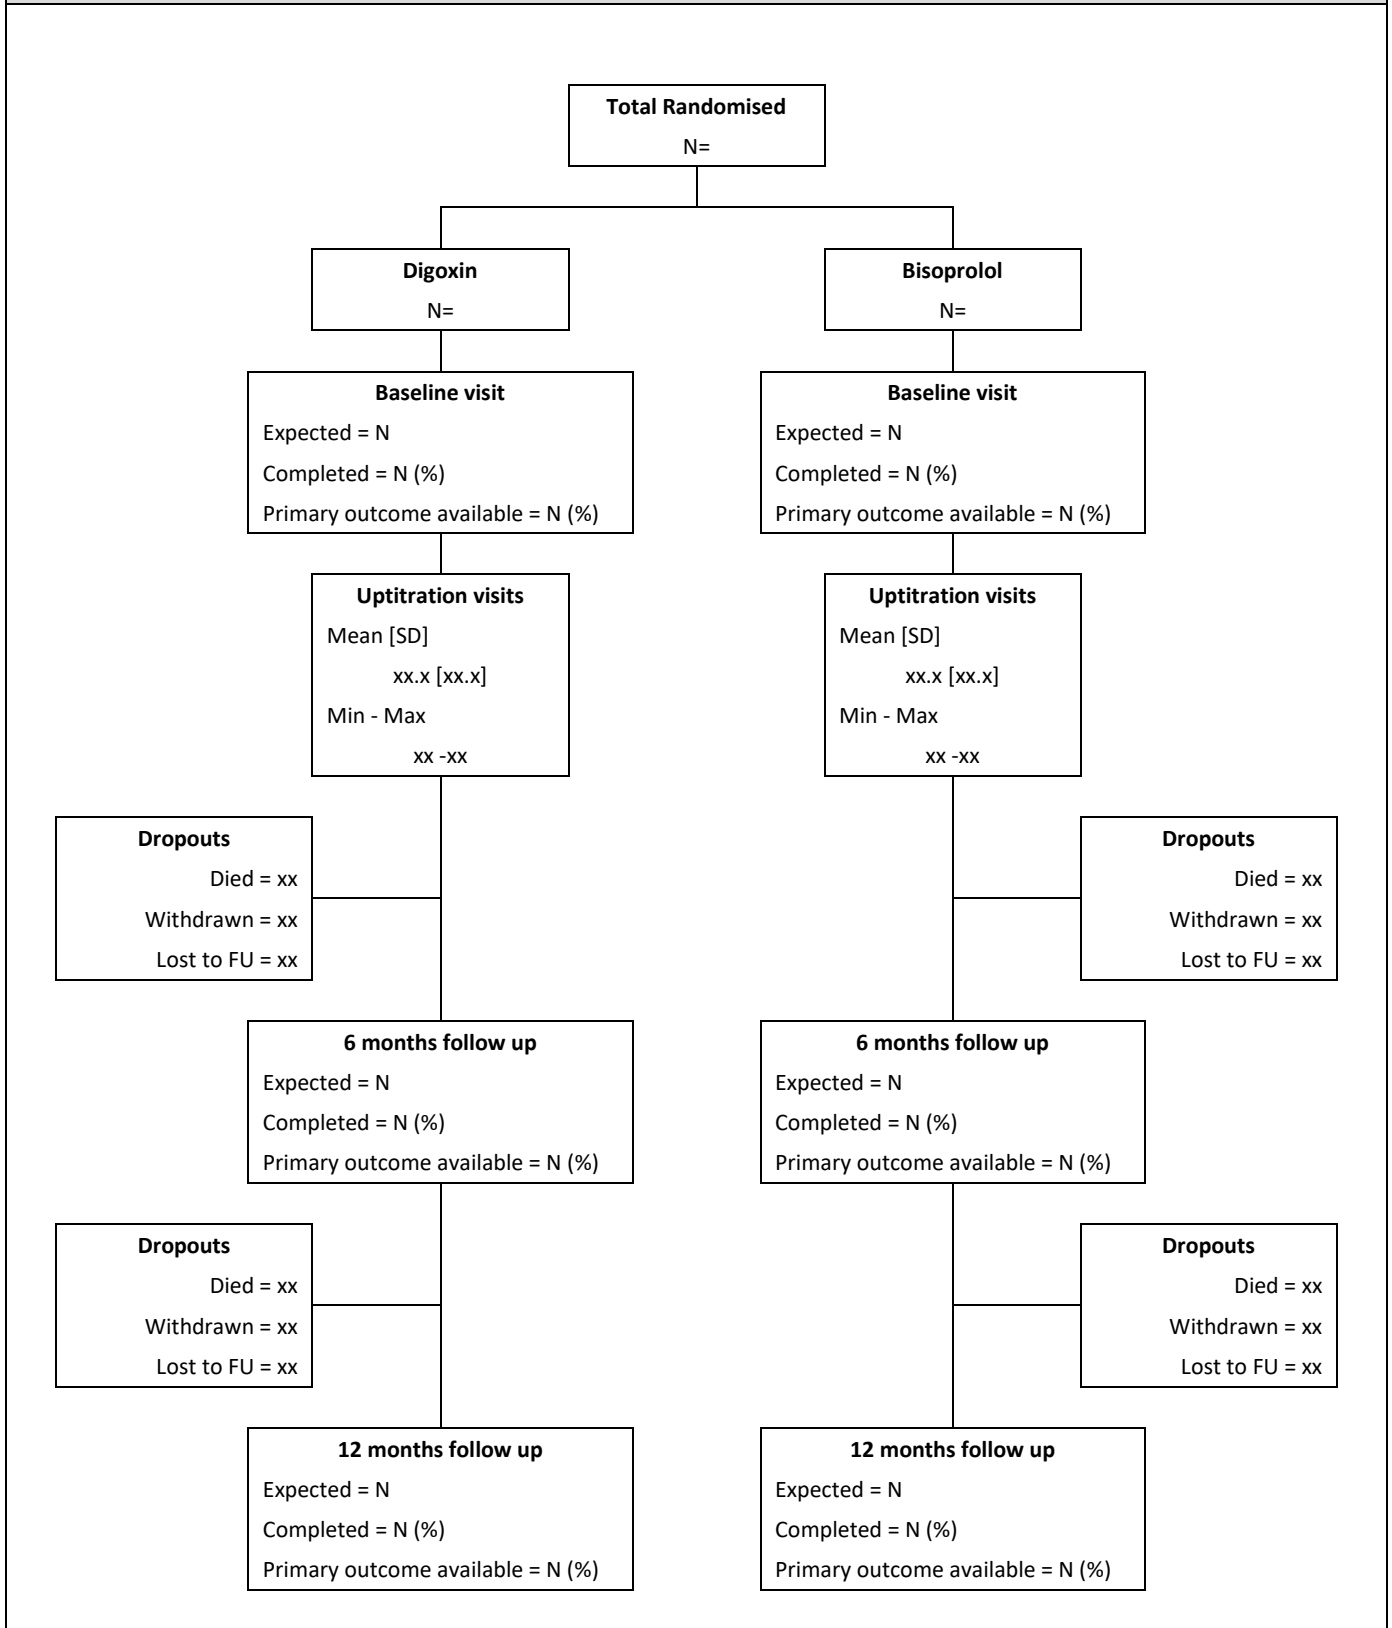 Total Randomised
N=
Digoxin
N=
Bisoprolol
N=
Baseline visit
Expected = N
Completed = N (%)
Primary outcome available = N (%)
Baseline visit
Expected = N
Completed = N (%)
Primary outcome available = N (%)
Uptitration visits
Mean [SD]
xx.x [xx.x]
Min - Max
xx -xx
Uptitration visits
Mean [SD]
xx.x [xx.x]
Min - Max
xx -xx
Dropouts
Died = xx
Withdrawn = xx
Lost to FU = xx
Dropouts
Died = xx
Withdrawn = xx
Lost to FU = xx
6 months follow up
Expected = N
Completed = N (%)
Primary outcome available = N (%)
6 months follow up
Expected = N
Completed = N (%)
Primary outcome available = N (%)
Dropouts
Died = xx
Withdrawn = xx
Lost to FU = xx
Dropouts
Died = xx
Withdrawn = xx
Lost to FU = xx
12 months follow up
Expected = N
Completed = N (%)
Primary outcome available = N (%)
12 months follow up
Expected = N
Completed = N (%)
Primary outcome available = N (%)